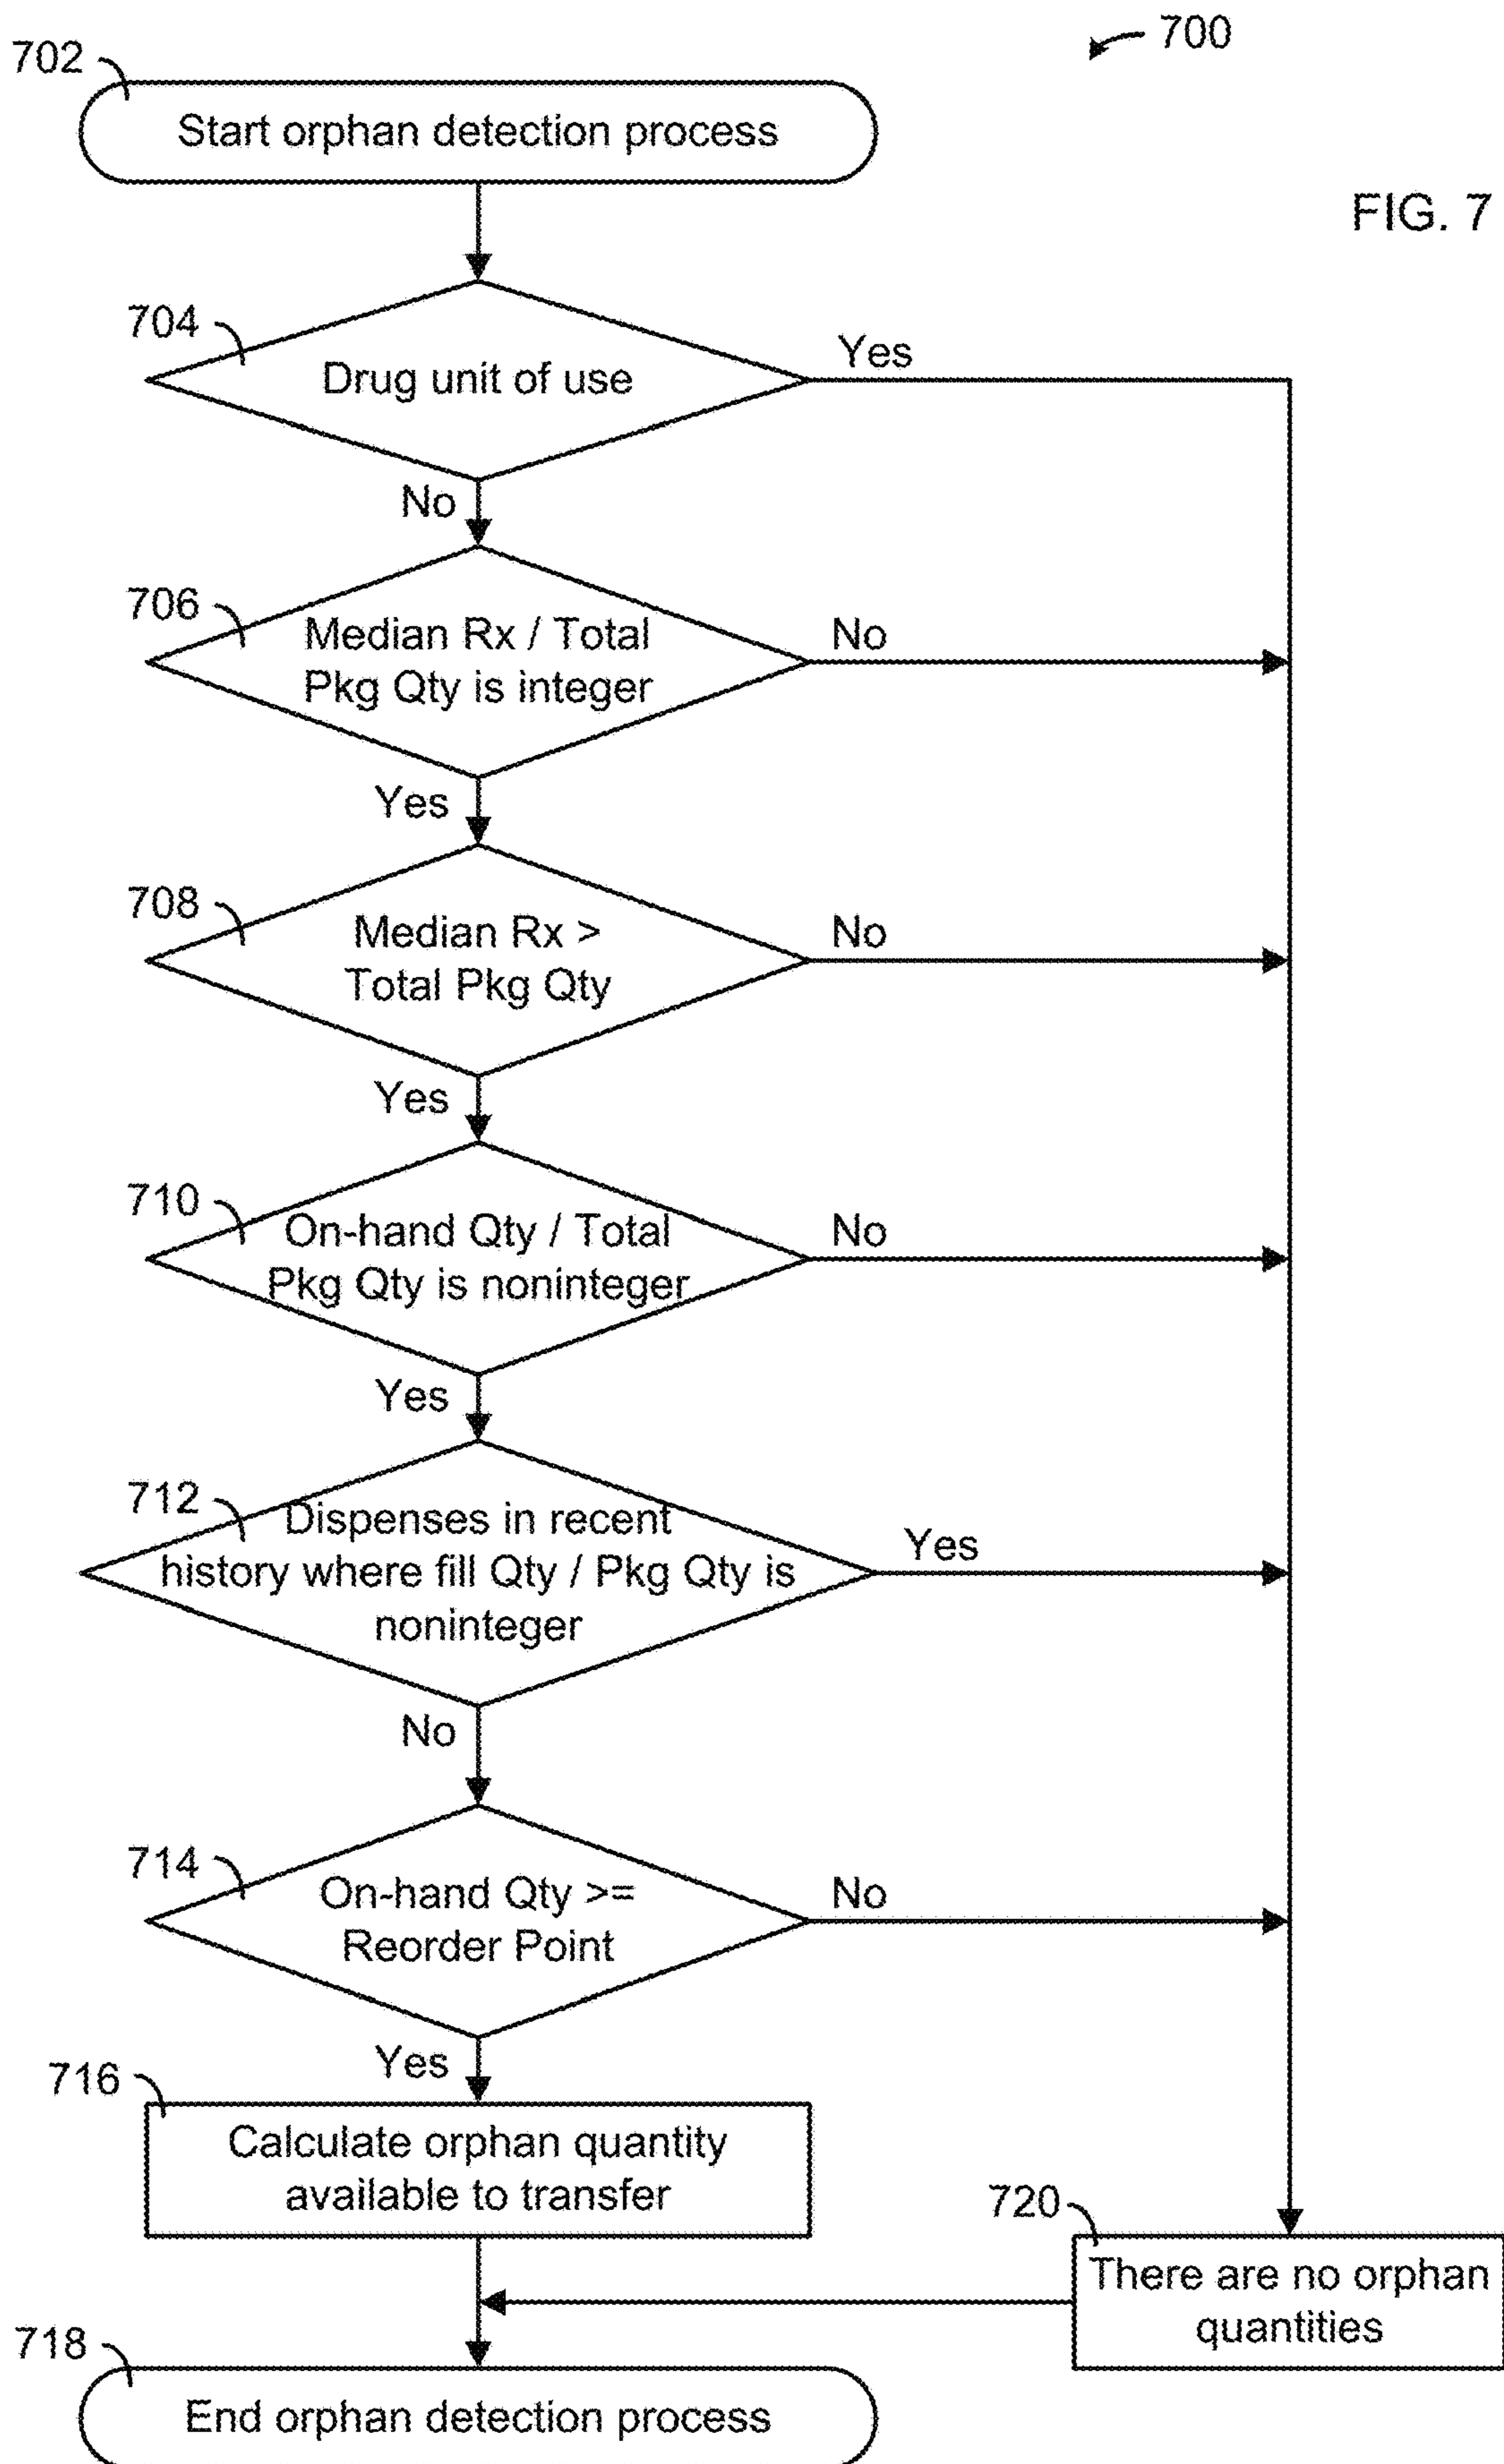 700
702
Start orphan detection process
FIG. 7
704
Drug unit of use
Yes
No
706
Median Rx / Total
Pkg Qty is integer
No
Yes
708
Median Rx >
Total Pkg Qty
No
Yes
710
On-hand Qty / Total
Pkg Qty is noninteger
No
Yes
712
Dispenses in recent
history where fill Qty / Pkg Qty is
noninteger
Yes
No
714
On-hand Qty >=
Reorder Point
No
Yes
716
Calculate orphan quantity
available to transfer
720
There are no orphan
quantities
718
End orphan detection process